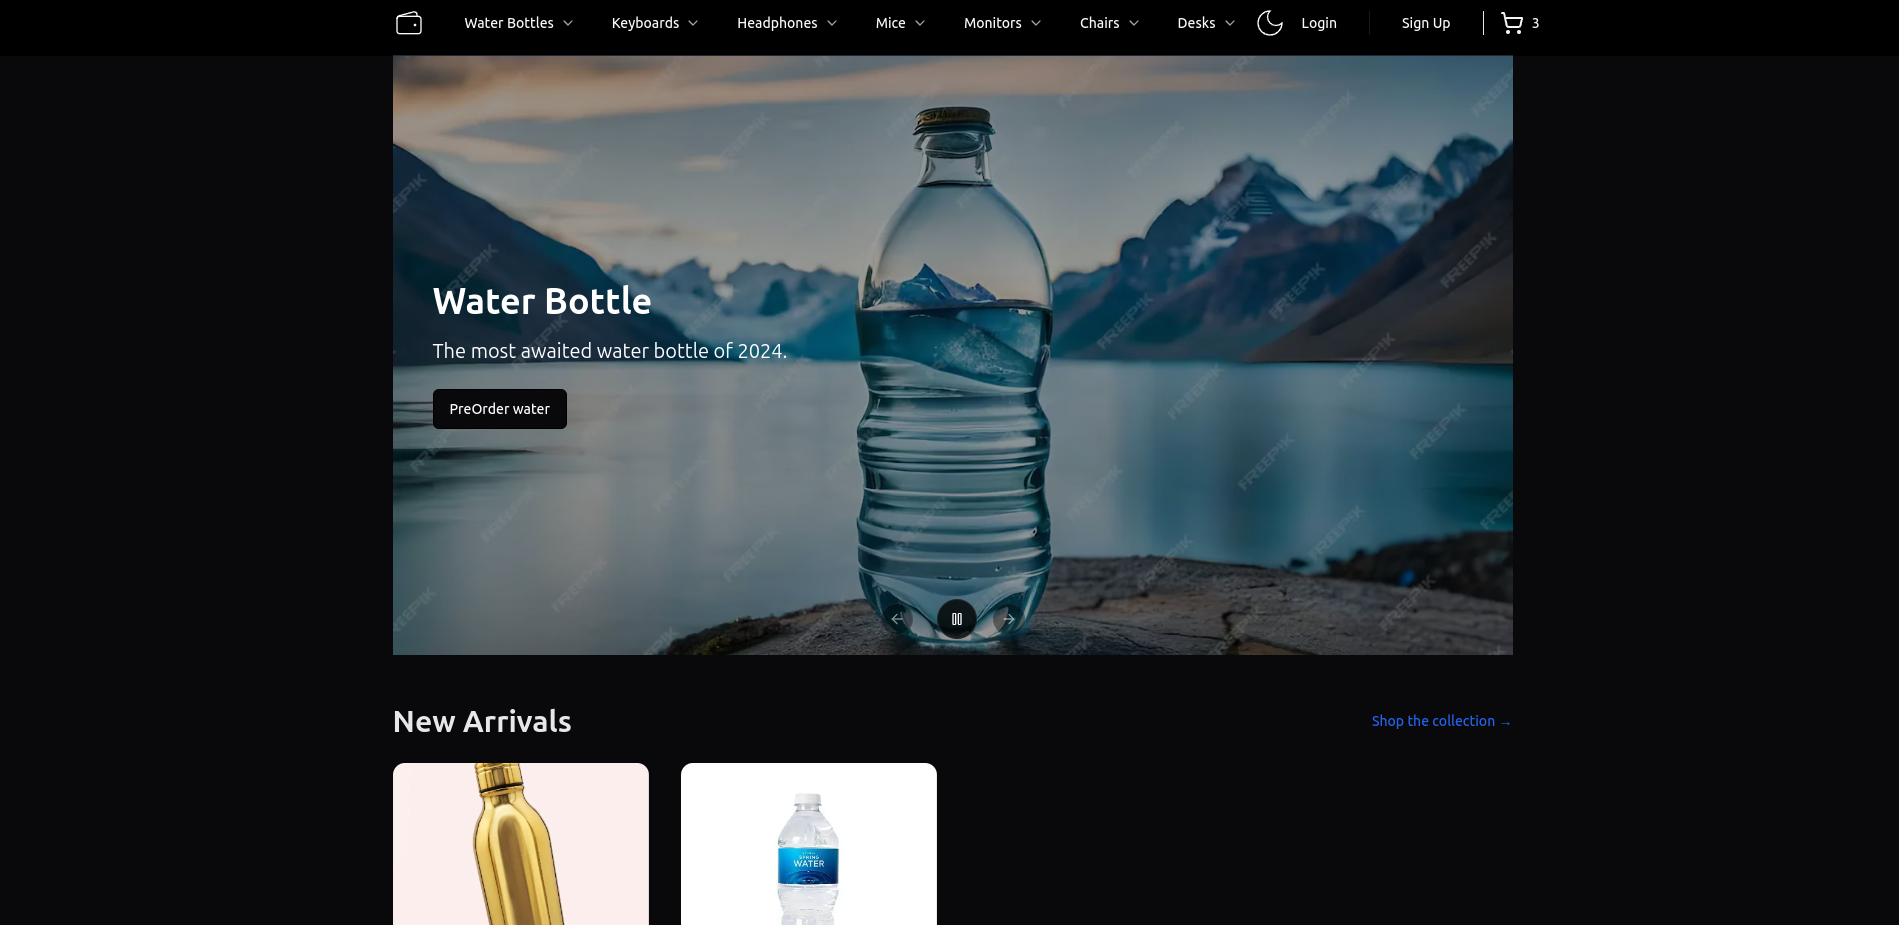 Water Bottles
Keyboards
Headphones
Mice
Monitors
Chairs
Desks
Login
Sign Up
3
Water Bottle
The most awaited water bottle of 2024.
PreOrder water
New Arrivals
Shop the collection →
SPRING
WATER
FREEPIK